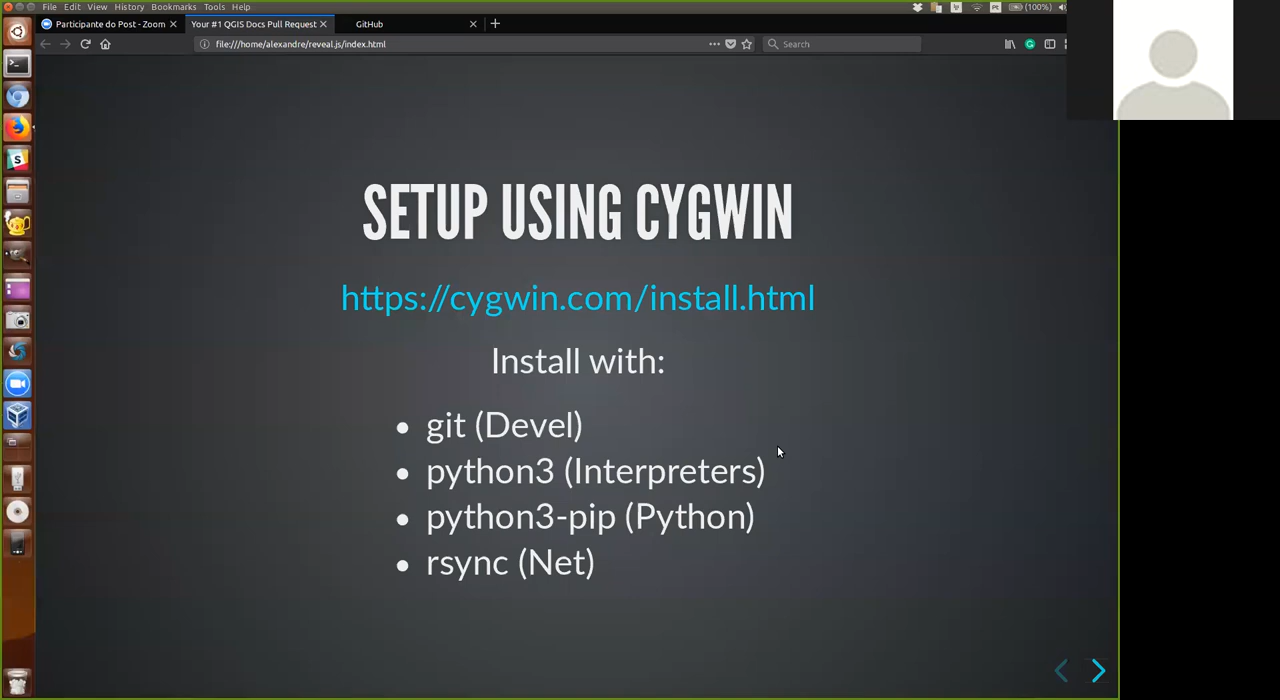 File Edit View History Bookmarks Tools Help
Pt (100%)
Participante do Post - Zoom
Your #1 QGIS Docs Pull Request
GitHub
file:///home/alexandre/reveal.js/index.html
Search
SETUP USING CYGWIN
https://cygwin.com/install.html
Install with:
git (Devel)
python3 (Interpreters)
python3-pip (Python)
rsync (Net)